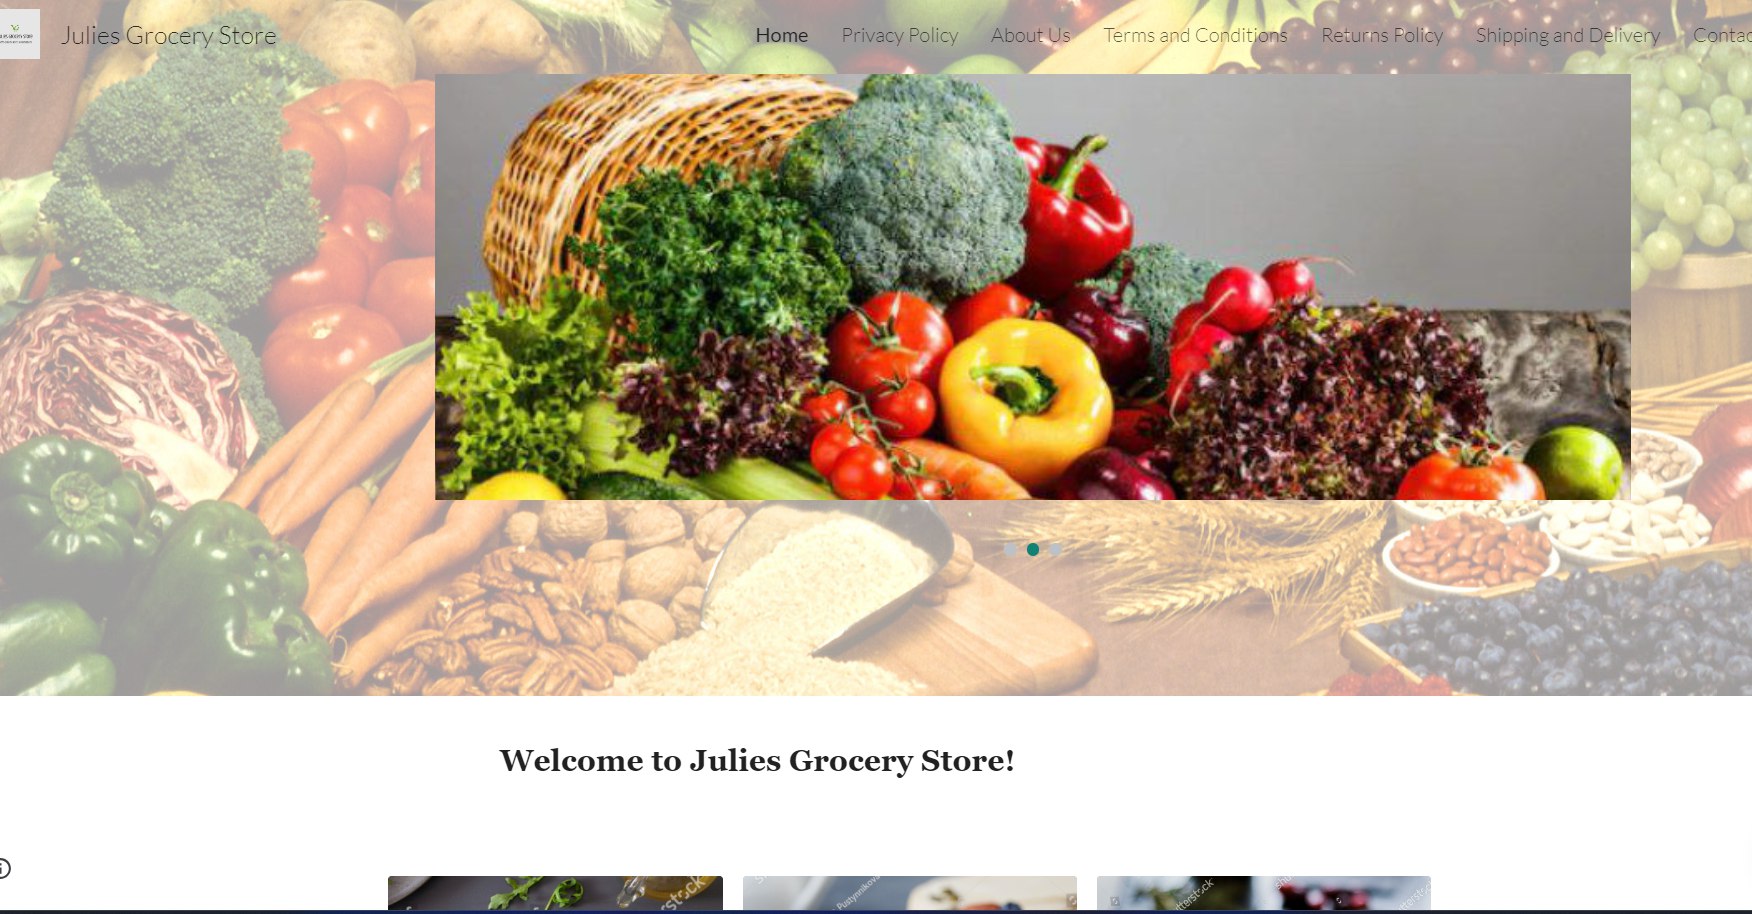 Julies Grocery Store
Home Privacy Policy About Us Terms and Conditions Returns Policy Shipping and Delivery Contac
Welcome to Julies Grocery Store!